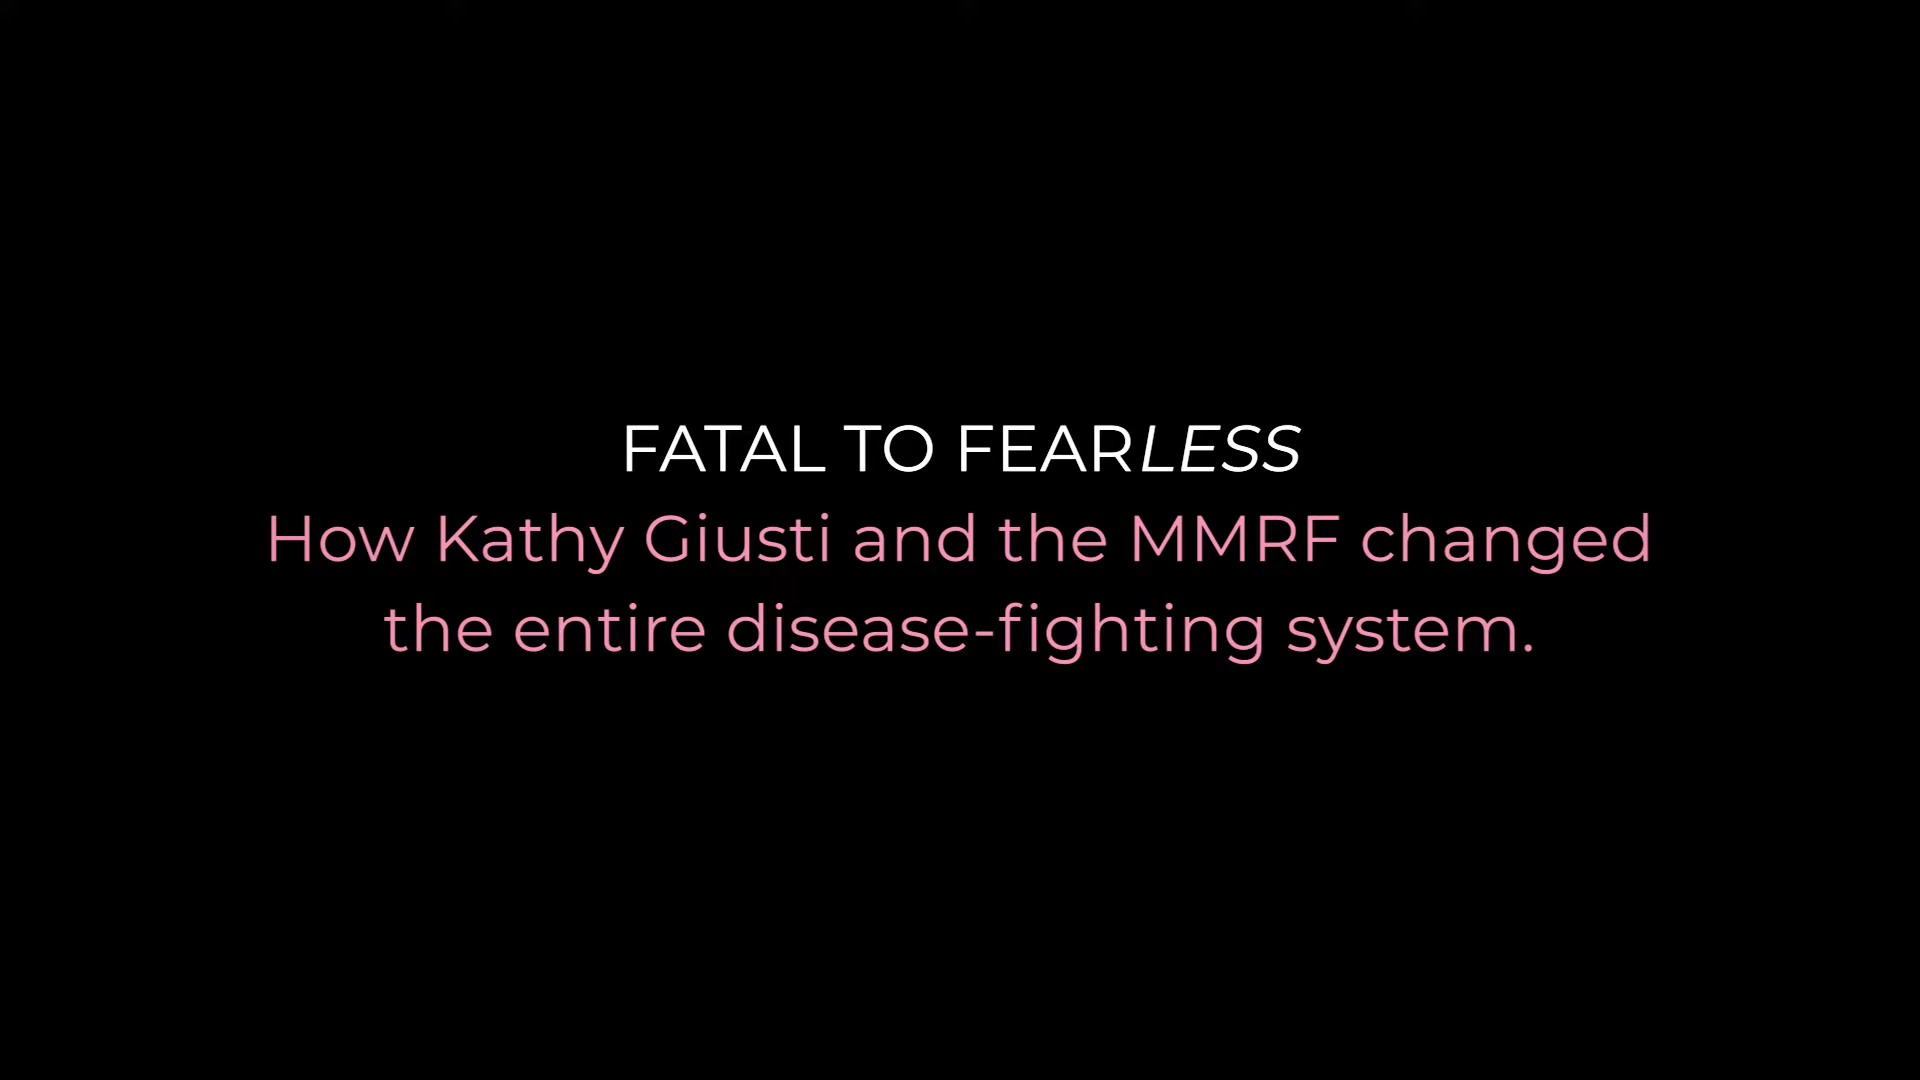 FATAL TO FEARLESS
How Kathy Giusti and the MMRF changed
the entire disease-fighting system.